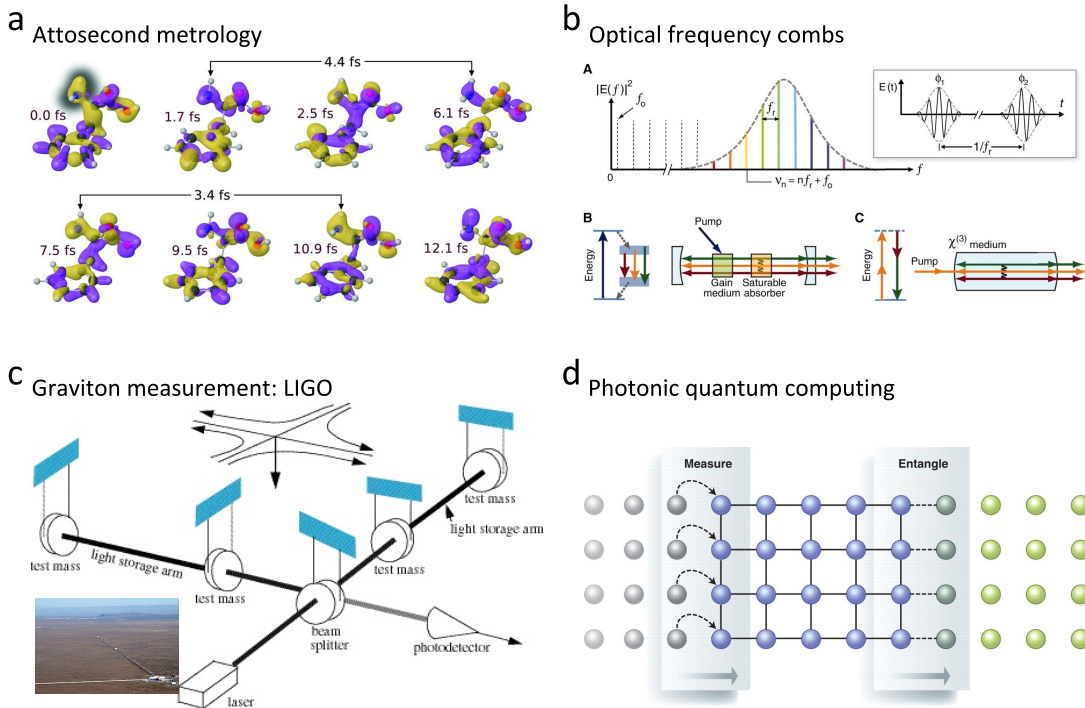 a Attosecond metrology
4.4 fs
0.0 fs
1.7 fs
2.5 fs
6.1 fs
3.4 fs
7.5 fs
9.5 fs
10.9 fs
12.1 fs
b Optical frequency combs
A
|E(f)|²
f₀
fᵣ
0
f
νₙ = n fᵣ + f₀
E(t)
ϕ₁
ϕ₂
t
1/fᵣ
B
Energy
Pump
Gain
medium
Saturable
absorber
C
Energy
χ⁽³⁾ medium
Pump
c Graviton measurement: LIGO
test mass
light storage arm
test mass
light storage arm
test mass
test mass
beam
splitter
photodetector
laser
d Photonic quantum computing
Measure
Entangle